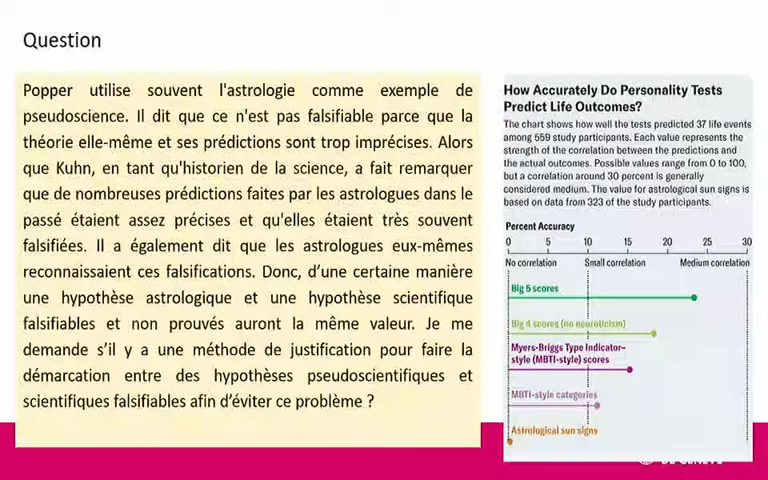 Question
Popper utilise souvent l'astrologie comme exemple de
pseudoscience. Il dit que ce n'est pas falsifiable parce que la
théorie elle-même et ses prédictions sont trop imprécises. Alors
que Kuhn, en tant qu'historien de la science, a fait remarquer
que de nombreuses prédictions faites par les astrologues dans le
passé étaient assez précises et qu'elles étaient très souvent
falsifiées. Il a également dit que les astrologues eux-mêmes
reconnaissaient ces falsifications. Donc, d'une certaine manière
une hypothèse astrologique et une hypothèse scientifique
falsifiables et non prouvés auront la même valeur. Je me
demande s'il y a une méthode de justification pour faire la
démarcation entre des hypothèses pseudoscientifiques et
scientifiques falsifiables afin d'éviter ce problème ?
How Accurately Do Personality Tests
Predict Life Outcomes?
The chart shows how well the tests predicted 37 life events
among 559 study participants. Each value represents the
strength of the correlation between the predictions and
the actual outcomes. Possible values range from 0 to 100,
but a correlation around 30 percent is generally
considered medium. The value for astrological sun signs is
based on data from 323 of the study participants.
Percent Accuracy
0 5 10 15 20 25 30
No correlation Small correlation Medium correlation
Big 5 scores
Big 4 scores (no neuroticism)
Myers-Briggs Type Indicator–
style (MBTI-style) scores
MBTI-style categories
Astrological sun signs
DE GENÈVE